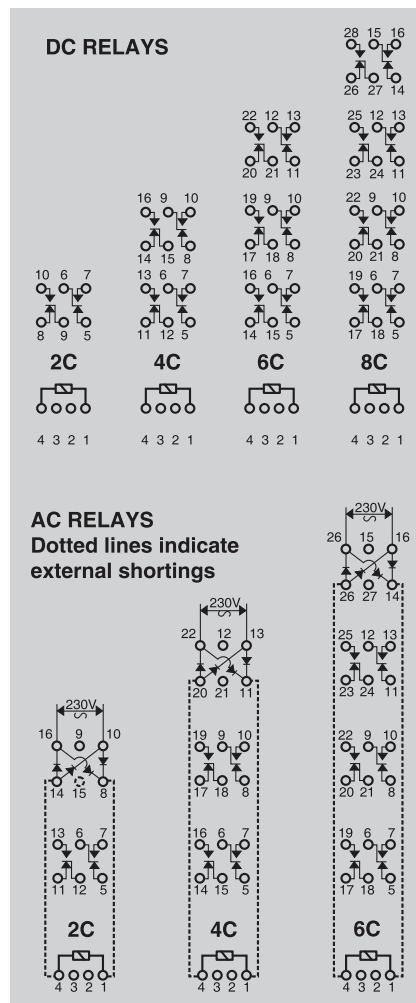 DC RELAYS
28 15 16
26 27 14
22 12 13
25 12 13
20 21 11
23 24 11
16 9 10
19 9 10
22 9 10
14 15 8
17 18 8
20 21 8
10 6 7
13 6 7
16 6 7
19 6 7
8 9 5
11 12 5
14 15 5
17 18 5
2C
4C
6C
8C
4 3 2 1
4 3 2 1
4 3 2 1
4 3 2 1
AC RELAYS
Dotted lines indicate
external shortings
230V
26 15 16
26 27 14
230V
22 12 13
20 21 11
25 12 13
23 24 11
230V
16 9 10
14 15 8
19 9 10
17 18 8
22 9 10
20 21 8
13 6 7
11 12 5
16 6 7
14 15 5
19 6 7
17 18 5
2C
4C
6C
4 3 2 1
4 3 2 1
4 3 2 1